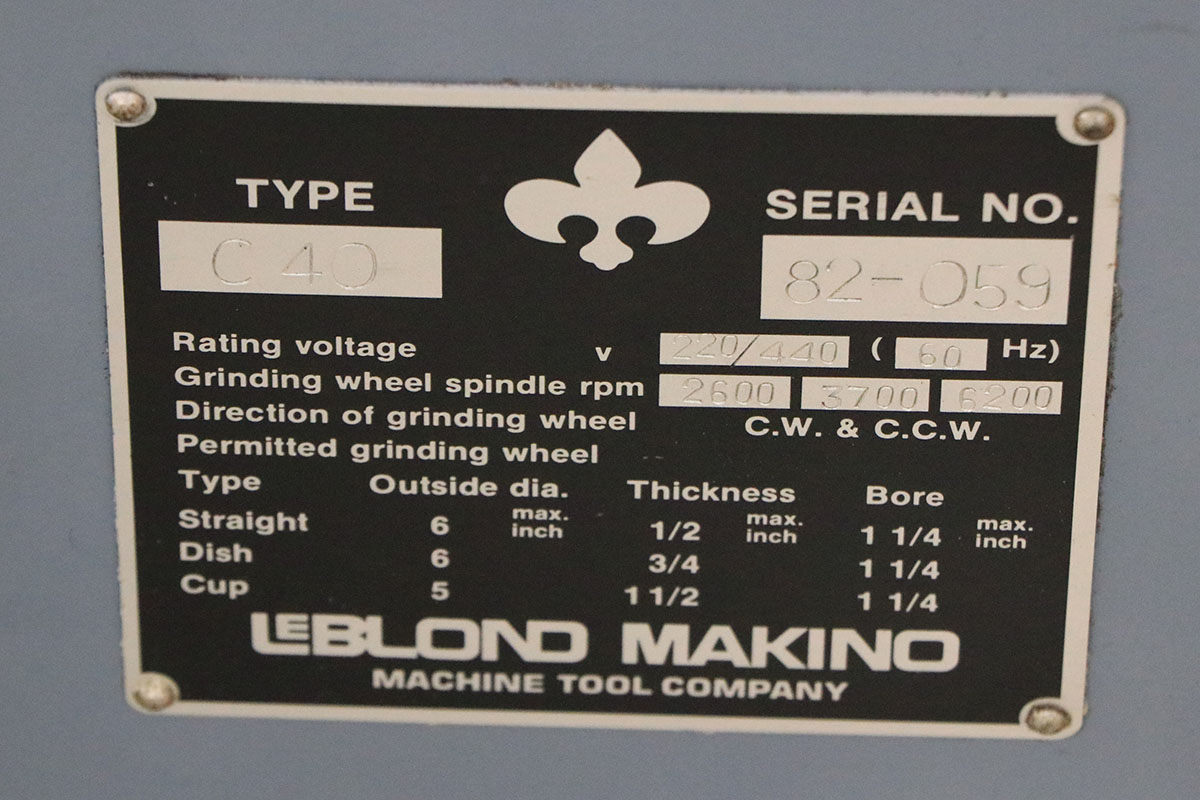 TYPE SERIAL NO.
C 40 82-059
Rating voltage v 220/440 ( 60 Hz)
Grinding wheel spindle rpm 2600 3700 6200
Direction of grinding wheel C.W. & C.C.W.
Permitted grinding wheel
Type Outside dia. Thickness Bore
Straight 6 max. inch 1/2 max. inch 1 1/4 max. inch
Dish 6 3/4 1 1/4
Cup 5 1 1/2 1 1/4
LEBLOND MAKINO
MACHINE TOOL COMPANY